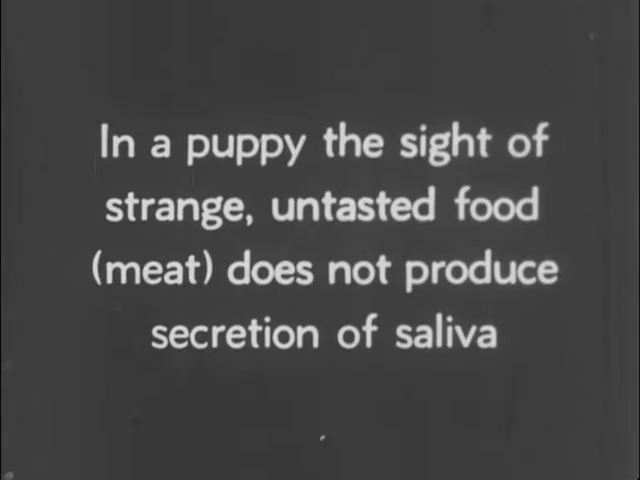 In a puppy the sight of
strange, untasted food
(meat) does not produce
secretion of saliva